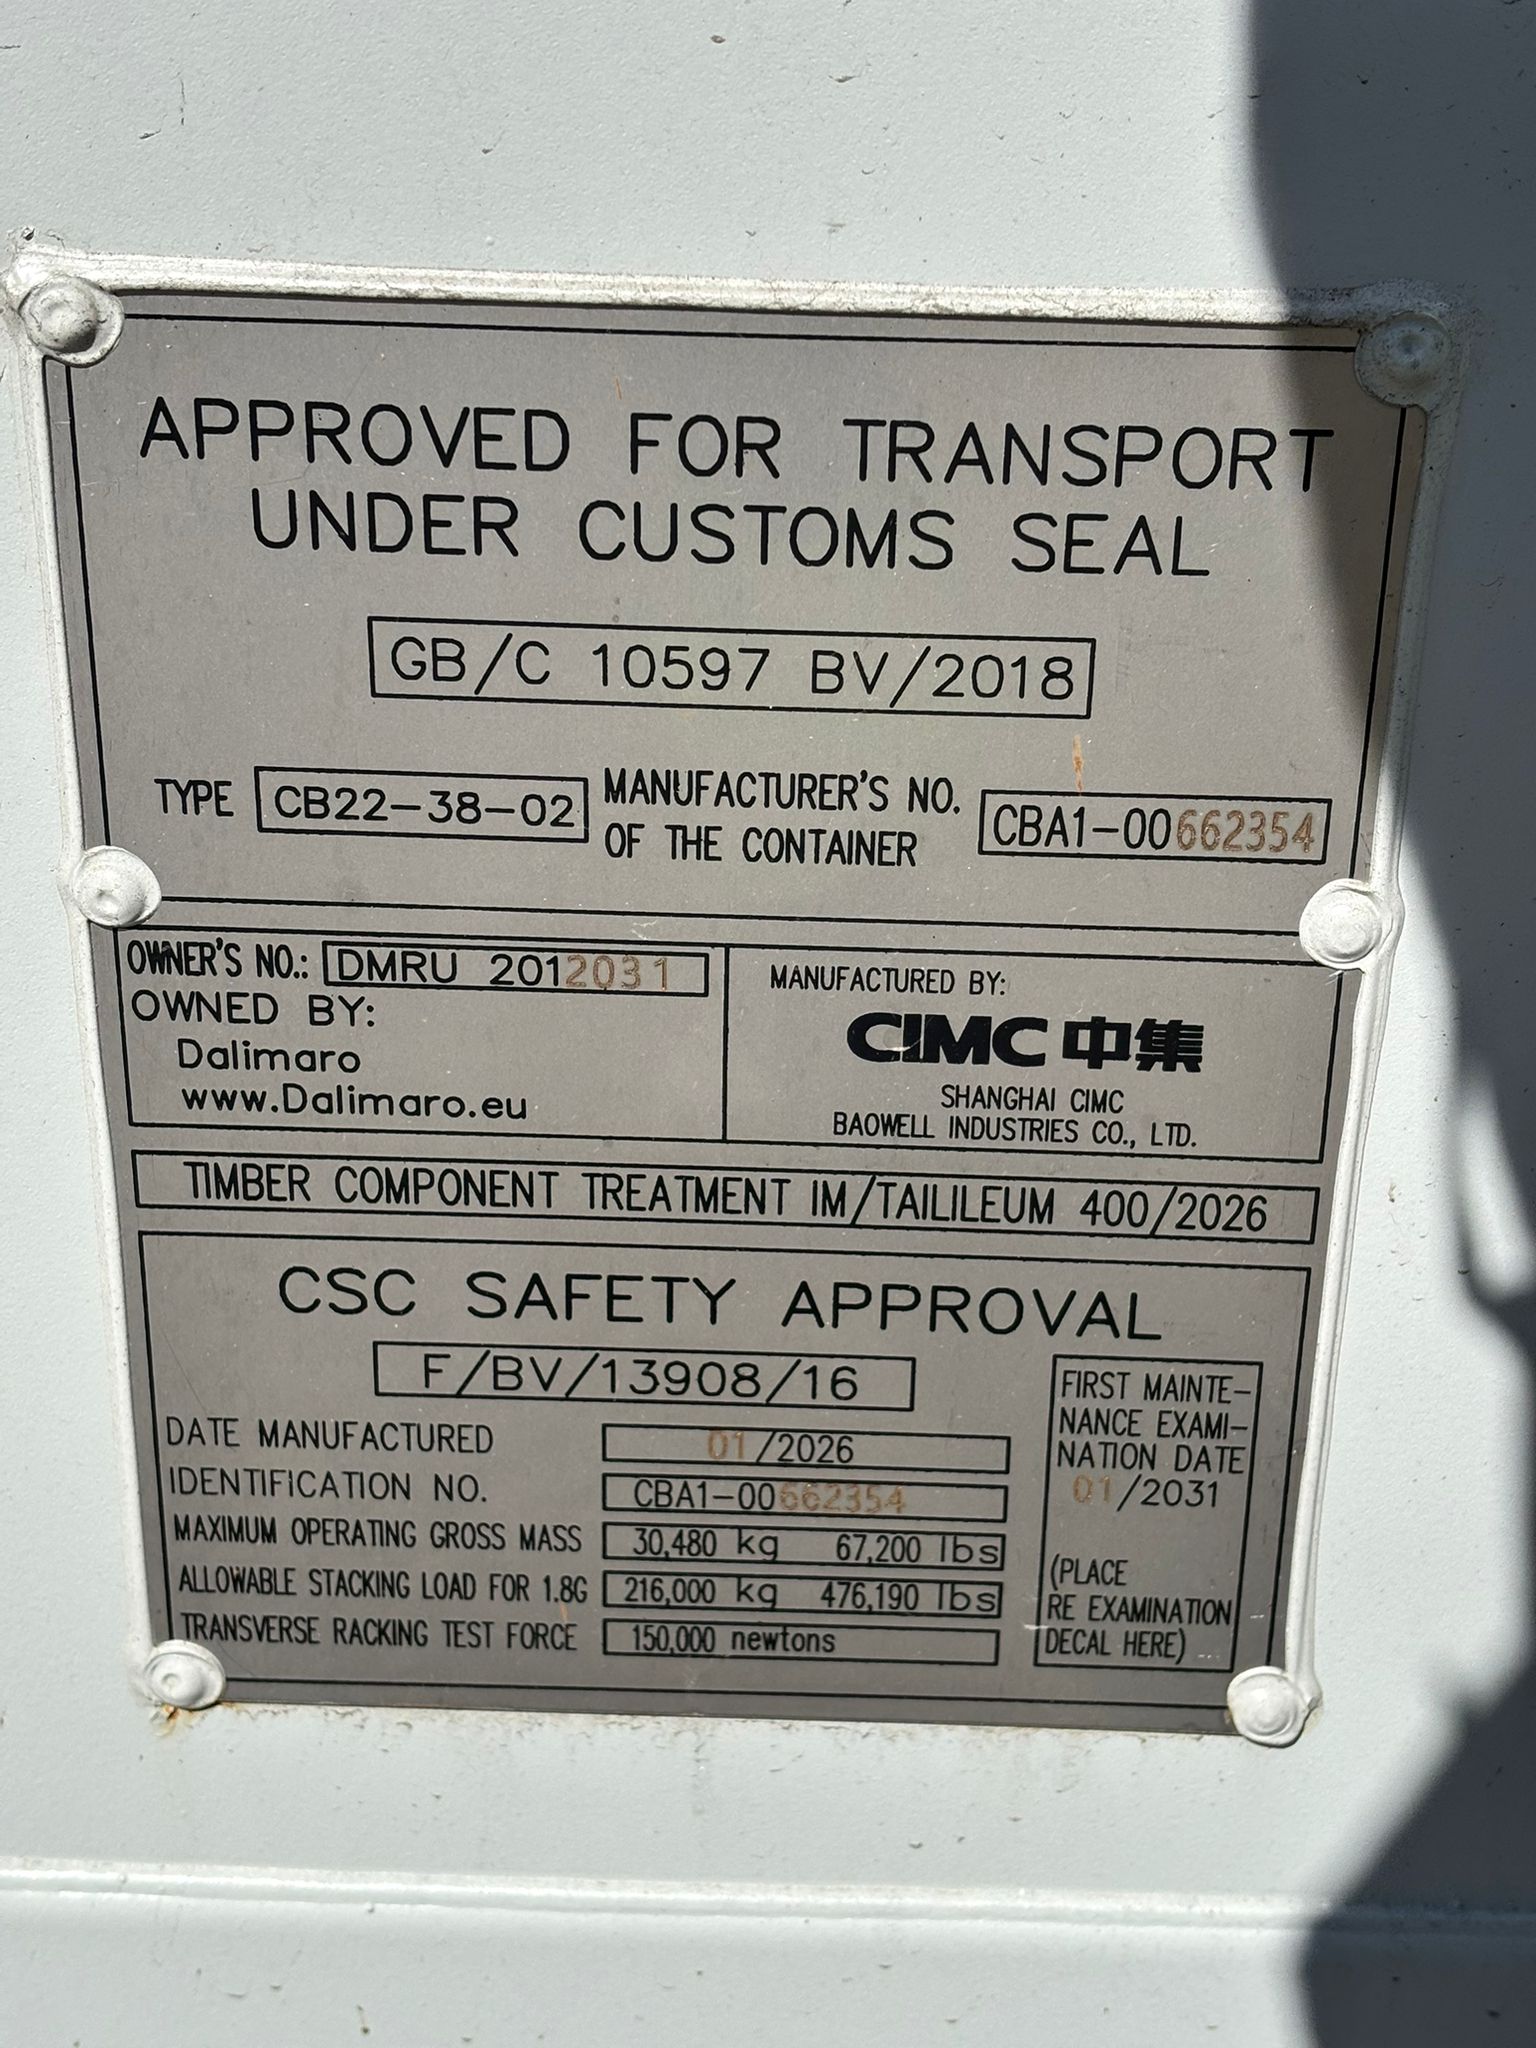 APPROVED FOR TRANSPORT
UNDER CUSTOMS SEAL
GB/C 10597 BV/2018
TYPE CB22-38-02 MANUFACTURER'S NO. OF THE CONTAINER CBA1-00662354
OWNER'S NO.: DMRU 2012031
OWNED BY:
Dalimaro
www.Dalimaro.eu
MANUFACTURED BY:
CIMC 中集
SHANGHAI CIMC
BAOWELL INDUSTRIES CO., LTD.
TIMBER COMPONENT TREATMENT IM/TAILILEUM 400/2026
CSC SAFETY APPROVAL
F/BV/13908/16
DATE MANUFACTURED 01/2026
IDENTIFICATION NO. CBA1-00662354
MAXIMUM OPERATING GROSS MASS 30,480 kg 67,200 lbs
ALLOWABLE STACKING LOAD FOR 1.8G 216,000 kg 476,190 lbs
TRANSVERSE RACKING TEST FORCE 150,000 newtons
FIRST MAINTE-
NANCE EXAMI-
NATION DATE
01/2031
(PLACE
RE EXAMINATION
DECAL HERE)